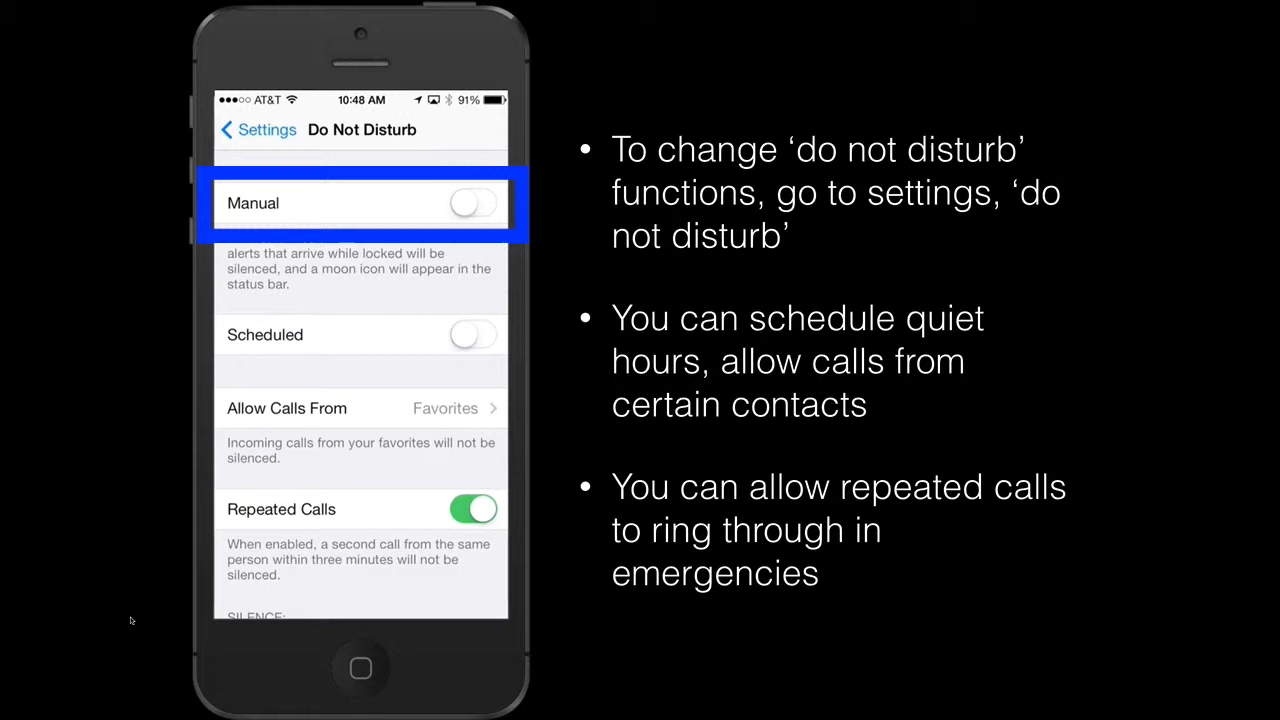 AT&T 10:48 AM 91%
Settings Do Not Disturb
Manual
alerts that arrive while locked will be
silenced, and a moon icon will appear in the
status bar.
Scheduled
Allow Calls From Favorites
Incoming calls from your favorites will not be
silenced.
Repeated Calls
When enabled, a second call from the same
person within three minutes will not be
silenced.
SILENCE:
• To change ‘do not disturb’
functions, go to settings, ‘do
not disturb’
• You can schedule quiet
hours, allow calls from
certain contacts
• You can allow repeated calls
to ring through in
emergencies